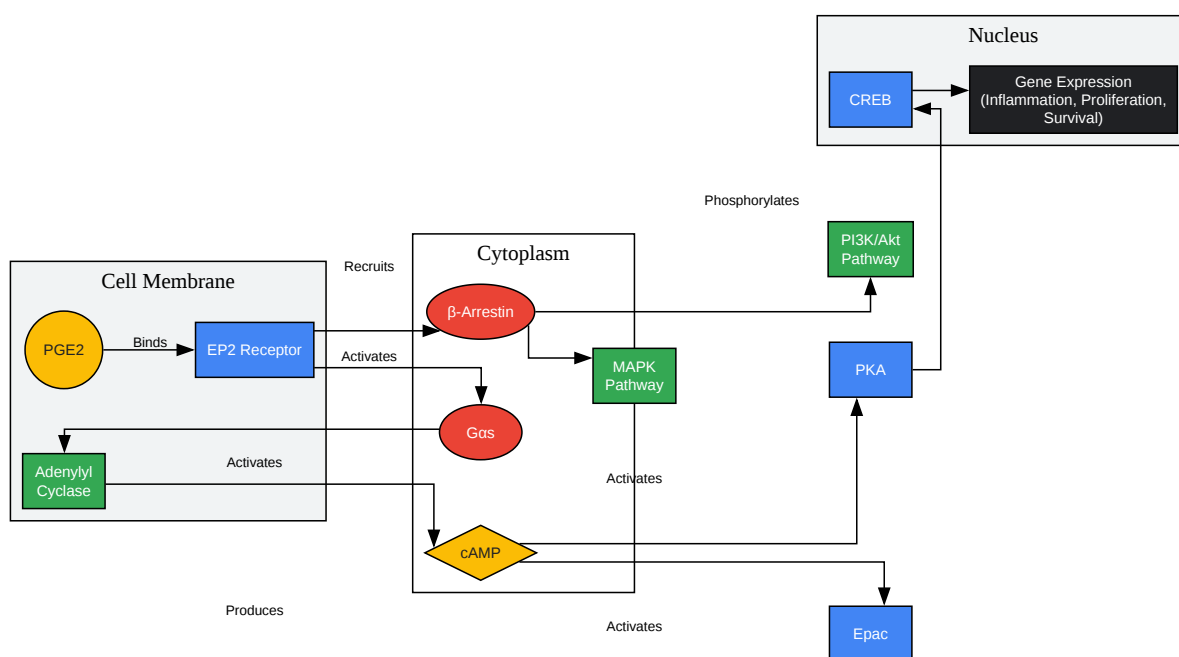 Nucleus
CREB
Gene Expression
(Inflammation, Proliferation,
Survival)
Phosphorylates
PI3K/Akt
Pathway
Cytoplasm
Recruits
Cell Membrane
β-Arrestin
PGE2
Binds
EP2 Receptor
Activates
MAPK
Pathway
PKA
Gαs
Adenylyl
Cyclase
Activates
Activates
cAMP
Produces
Activates
Epac